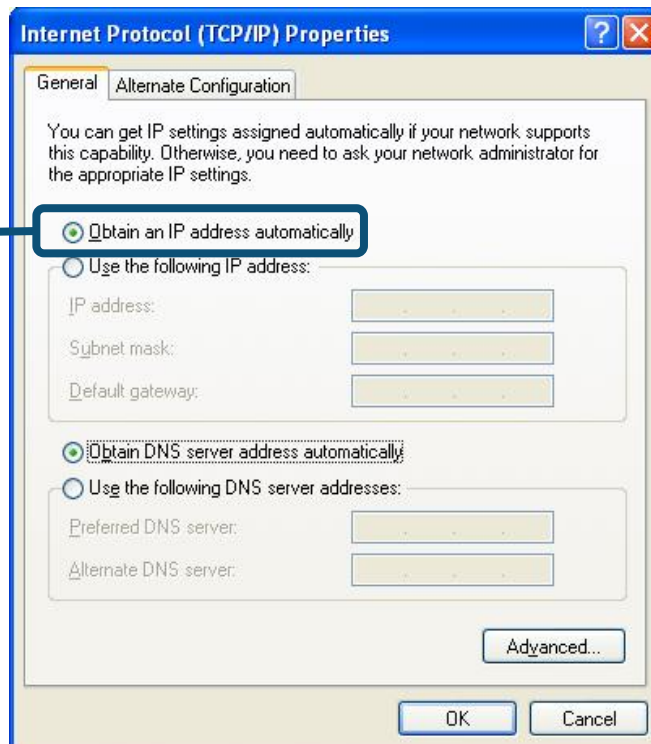 Internet Protocol (TCP/IP) Properties
General
Alternate Configuration
You can get IP settings assigned automatically if your network supports
this capability. Otherwise, you need to ask your network administrator for
the appropriate IP settings.
Obtain an IP address automatically
Use the following IP address:
IP address:
Subnet mask:
Default gateway:
Obtain DNS server address automatically
Use the following DNS server addresses:
Preferred DNS server:
Alternate DNS server:
Advanced...
OK
Cancel